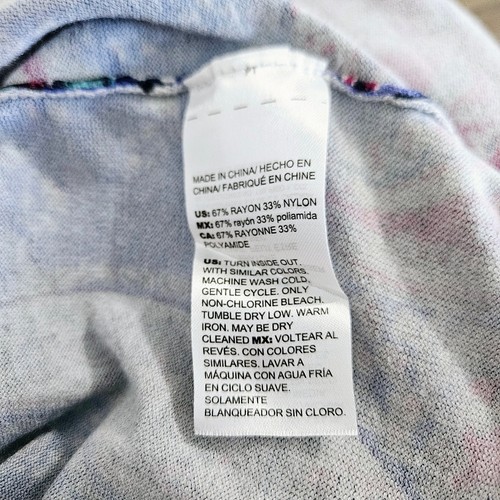 MADE IN CHINA/ HECHO EN
CHINA/ FABRIQUÉ EN CHINE
US: 67% RAYON 33% NYLON
MX: 67% rayón 33% poliamida
CA: 67% RAYONNE 33%
POLYAMIDE
US: TURN INSIDE OUT.
WITH SIMILAR COLORS.
MACHINE WASH COLD.
GENTLE CYCLE. ONLY
NON-CHLORINE BLEACH.
TUMBLE DRY LOW. WARM
IRON. MAY BE DRY
CLEANED MX: VOLTEAR AL
REVÉS. CON COLORES
SIMILARES. LAVAR A
MÁQUINA CON AGUA FRÍA
EN CICLO SUAVE.
SOLAMENTE
BLANQUEADOR SIN CLORO.